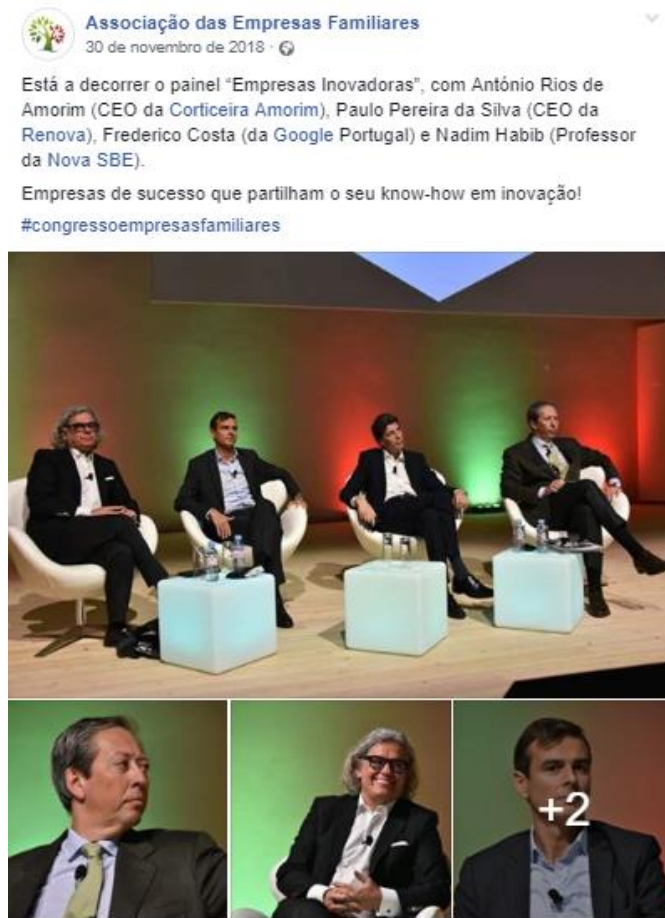 Associação das Empresas Familiares
30 de novembro de 2018 ·
Está a decorrer o painel “Empresas Inovadoras”, com António Rios de
Amorim (CEO da Corticeira Amorim), Paulo Pereira da Silva (CEO da
Renova), Frederico Costa (da Google Portugal) e Nadim Habib (Professor
da Nova SBE).
Empresas de sucesso que partilham o seu know-how em inovação!
#congressoempresasfamiliares
+2